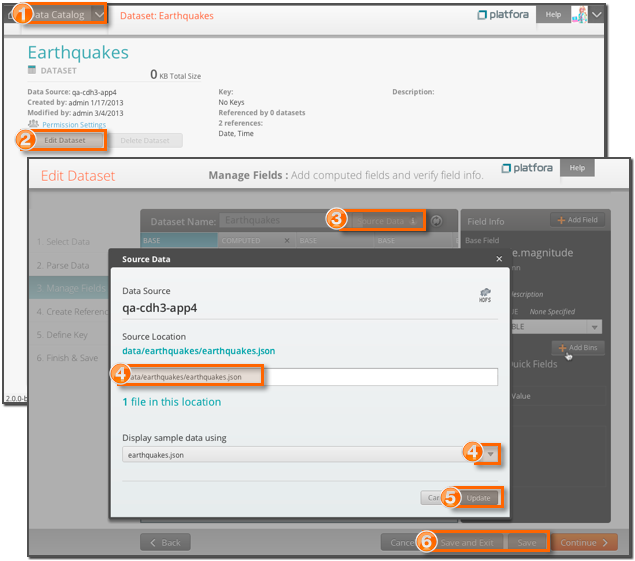 1 Data Catalog
Dataset: Earthquakes
platfora
Help
Earthquakes
DATASET
0 KB Total Size
Data Source: qa-cdh3-app4
Created by: admin 1/17/2013
Modified by: admin 3/4/2013
Permission Settings
Key:
No Keys
Referenced by 0 datasets
2 references:
Date, Time
Description:
2 Edit Dataset
Delete Dataset
Edit Dataset
Manage Fields : Add computed fields and verify field info.
platfora
Help
Dataset Name: Earthquakes
3 Source Data
Field Info
+ Add Field
1. Select Data
2. Parse Data
3. Manage Fields
4. Create Referenc
5. Define Key
6. Finish & Save
BASE
COMPUTED ×
BASE
BASE
Base Field
e.magnitude
escription
None Specified
BLE
+ Add Bins
Quick Fields
Value
Source Data ×
Data Source
qa-cdh3-app4
HDFS
Source Location
data/earthquakes/earthquakes.json
4 data/earthquakes/earthquakes.json
1 file in this location
Display sample data using
earthquakes.json
4
Can
5 Update
2.0.0-b
< Back
Cance
6 Save and Exit
Save
Continue >